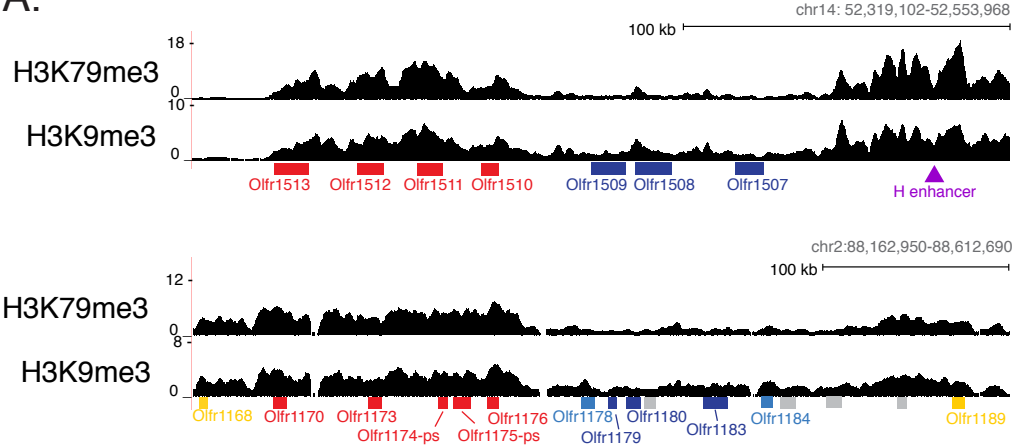 A.
chr14: 52,319,102-52,553,968
100 kb
18
H3K79me3
0
10
H3K9me3
0
Olfr1513 Olfr1512 Olfr1511 Olfr1510 Olfr1509 Olfr1508 Olfr1507
H enhancer
chr2:88,162,950-88,612,690
100 kb
12
H3K79me3
0
8
H3K9me3
0
Olfr1168 Olfr1170 Olfr1173 Olfr1176 Olfr1178 Olfr1180 Olfr1184 Olfr1189
Olfr1174-ps Olfr1175-ps Olfr1179 Olfr1183